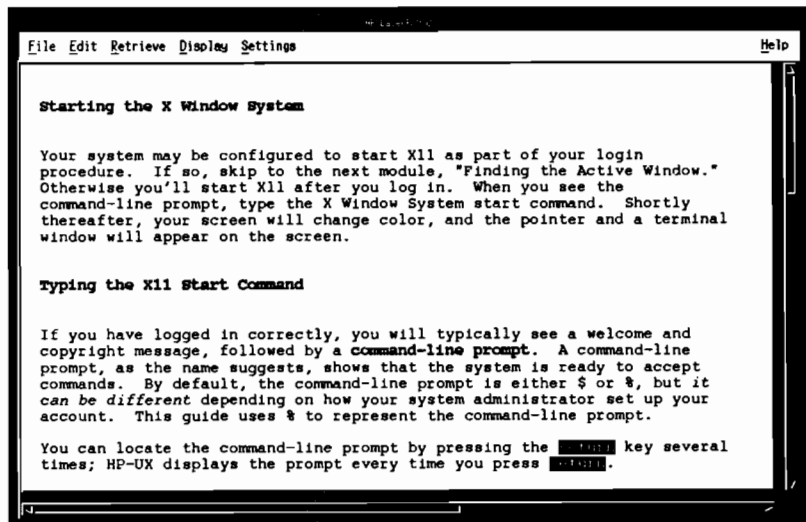 File Edit Retrieve Display Settings Help
Starting the X Window System
Your system may be configured to start X11 as part of your login
procedure. If so, skip to the next module, "Finding the Active Window."
Otherwise you'll start X11 after you log in. When you see the
command-line prompt, type the X Window System start command. Shortly
thereafter, your screen will change color, and the pointer and a terminal
window will appear on the screen.
Typing the X11 Start Command
If you have logged in correctly, you will typically see a welcome and
copyright message, followed by a command-line prompt. A command-line
prompt, as the name suggests, shows that the system is ready to accept
commands. By default, the command-line prompt is either $ or %, but it
can be different depending on how your system administrator set up your
account. This guide uses % to represent the command-line prompt.
You can locate the command-line prompt by pressing the key several
times; HP-UX displays the prompt every time you press .